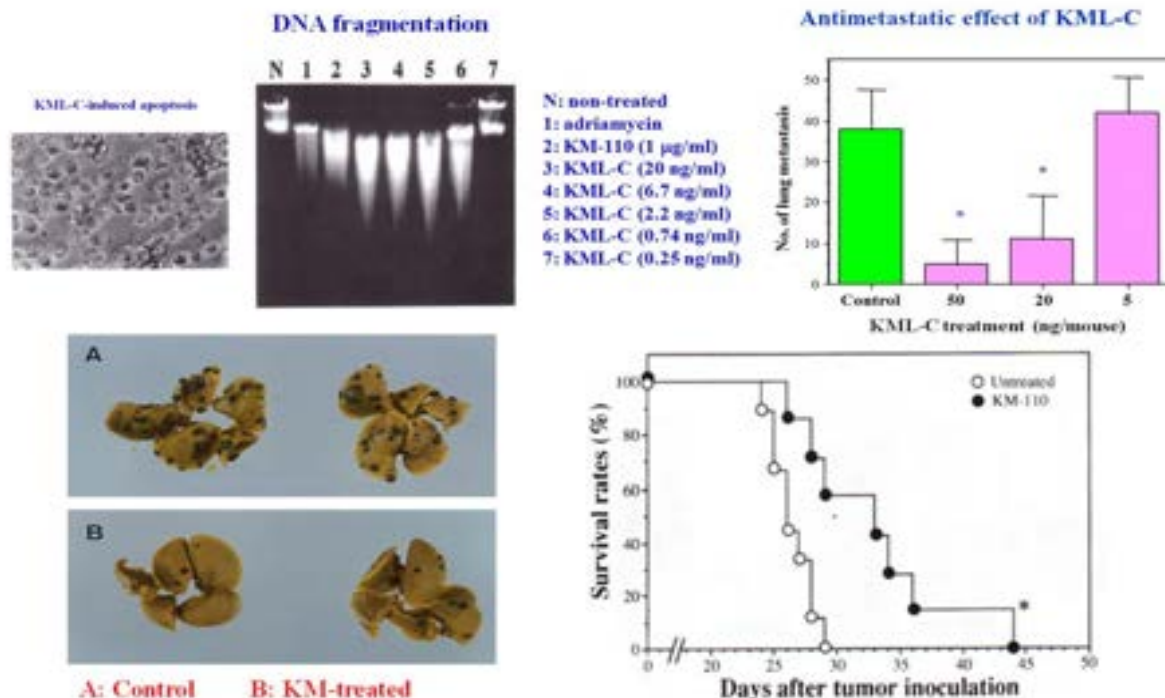 DNA fragmentation
N 1 2 3 4 5 6 7
KML-C-induced apoptosis
N: non-treated
1: adriamycin
2: KM-110 (1 µg/ml)
3: KML-C (20 ng/ml)
4: KML-C (6.7 ng/ml)
5: KML-C (2.2 ng/ml)
6: KML-C (0.74 ng/ml)
7: KML-C (0.25 ng/ml)
Antimetastatic effect of KML-C
No. of lung metastasis
40
30
20
10
0
*
*
Control 50 20 5
KML-C treatment (ng/mouse)
A
B
A: Control B: KM-treated
Untreated
KM-110
Survival rates (%)
100
80
60
40
20
0
*
0 20 25 30 35 40 45 50
Days after tumor inoculation